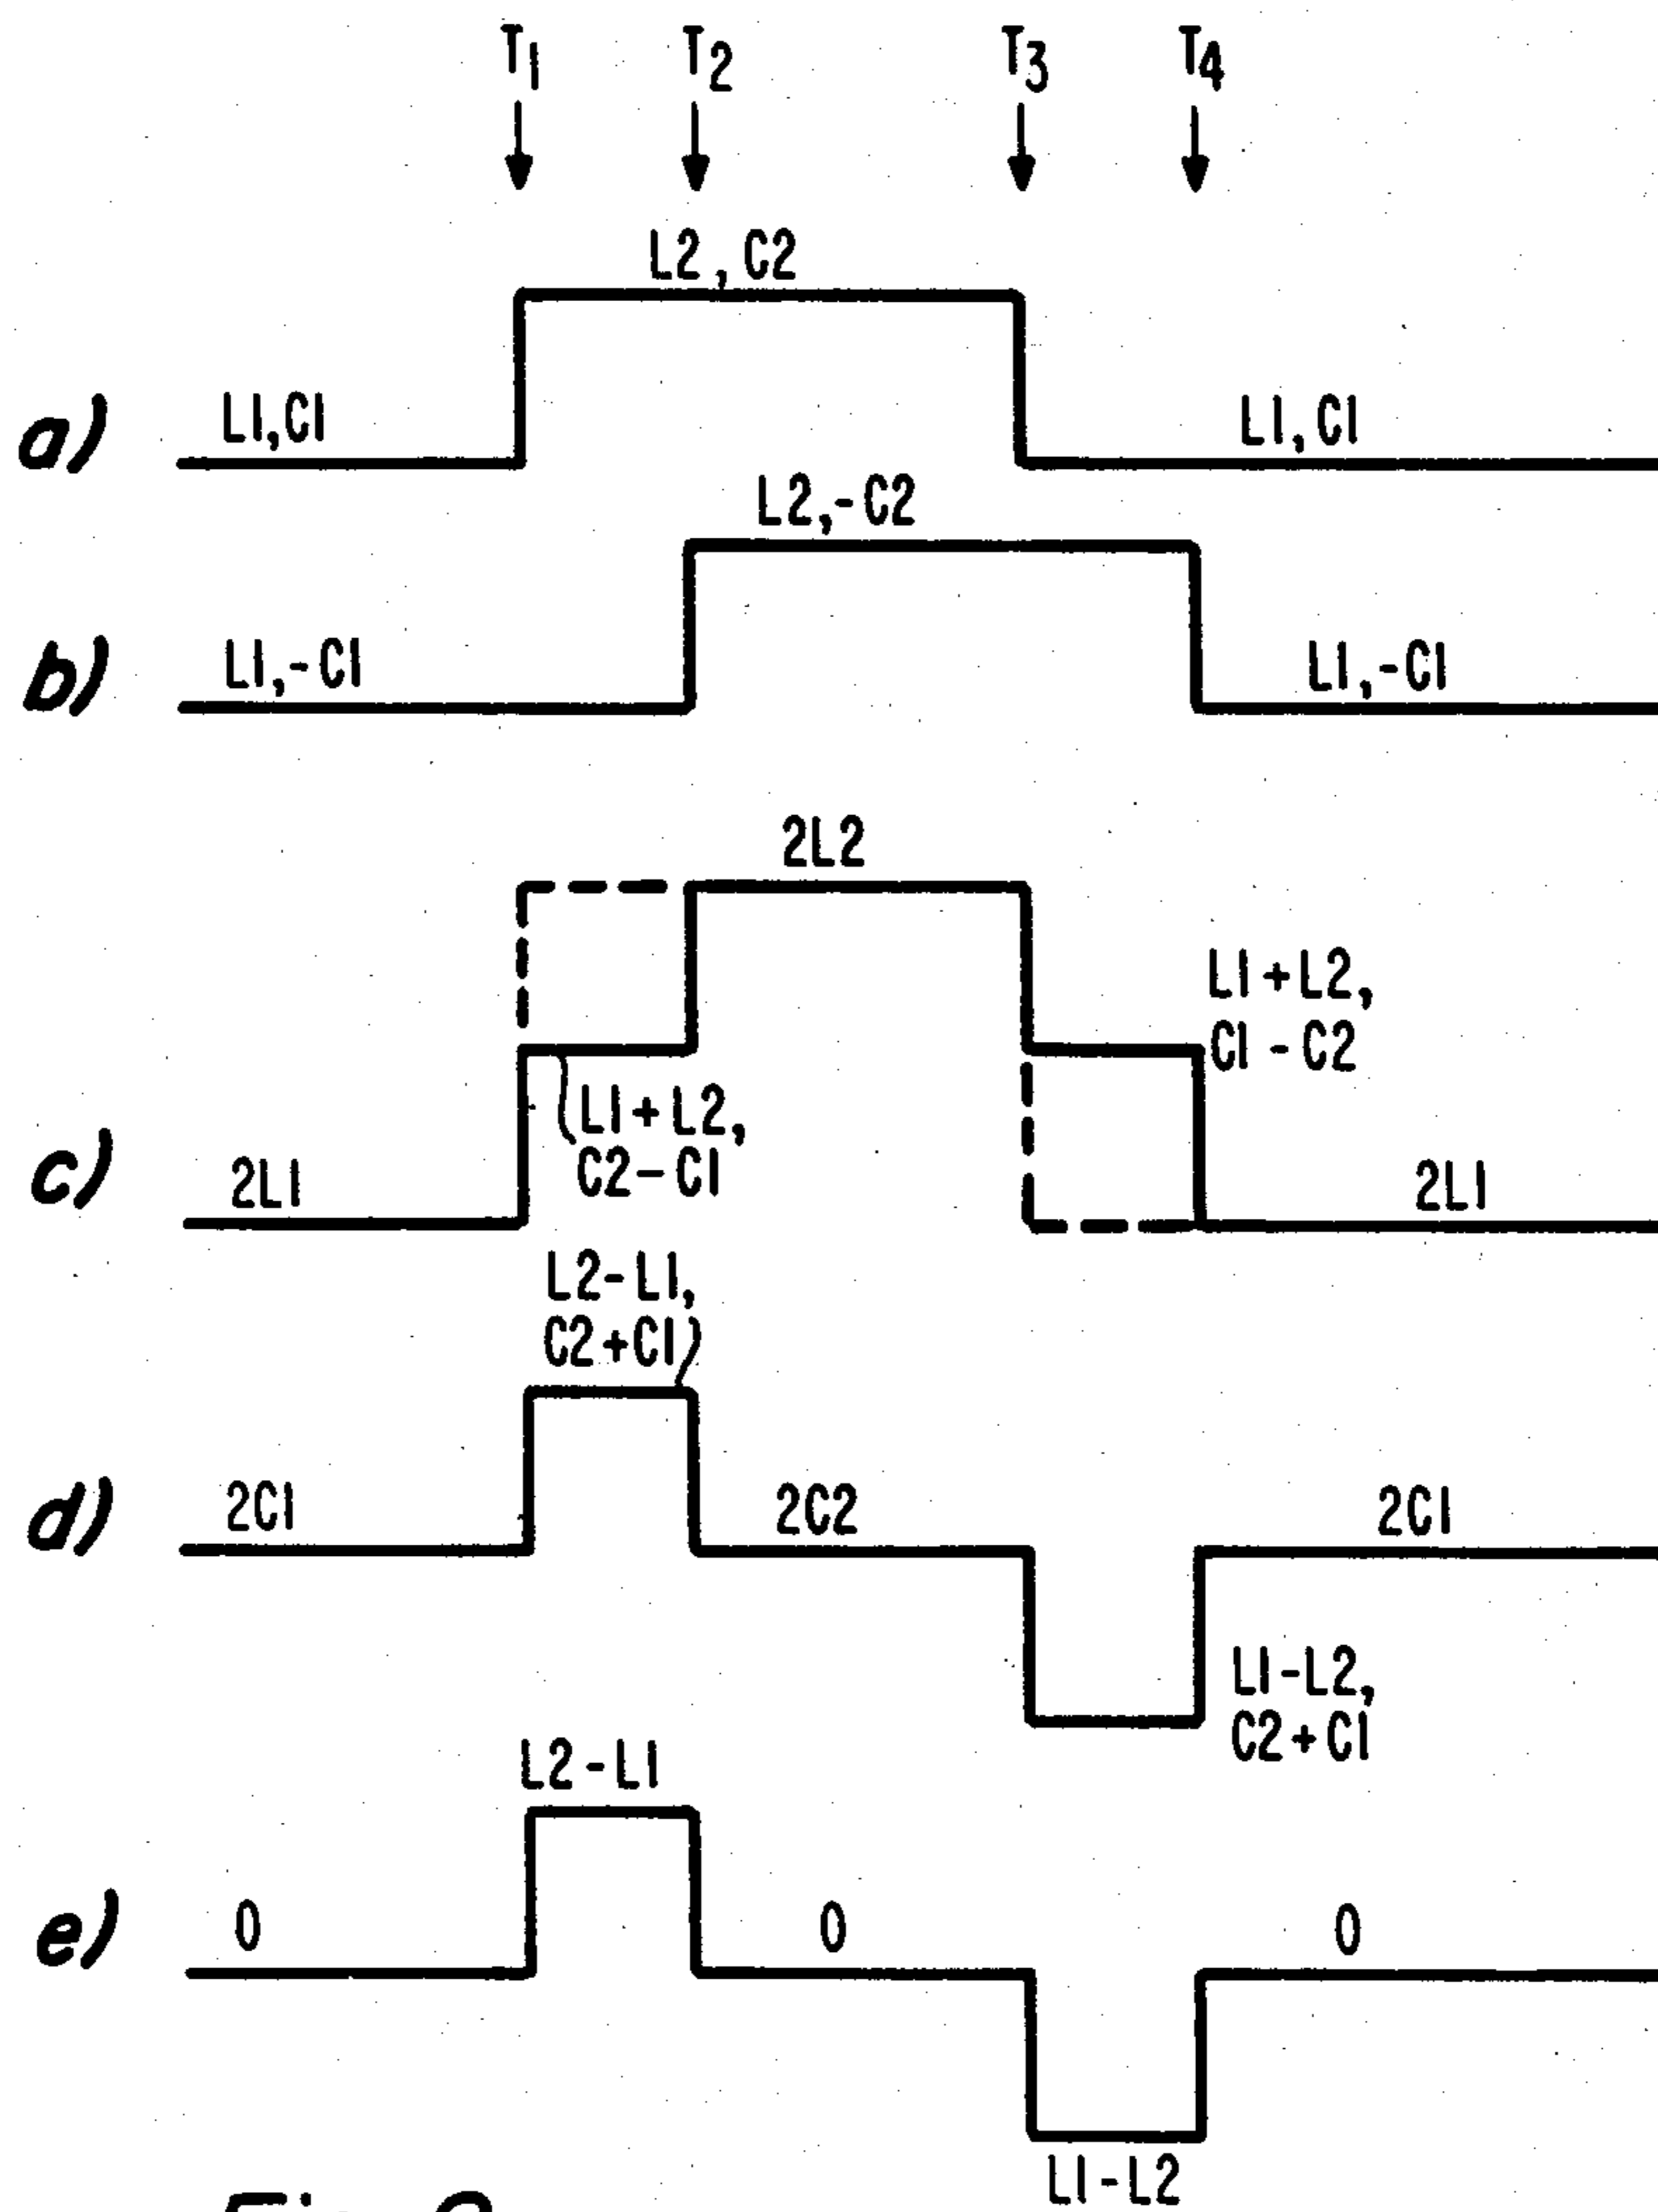 T1 T2 T3 T4
L2, C2
a) L1,C1 L1,C1
L2,-C2
b) L1,-C1 L1,-C1
2L2
L1+L2,
C1-C2
L1+L2,
C2-C1
c) 2L1 2L1
L2-L1,
C2+C1
d) 2C1 2C2 2C1
L1-L2,
C2+C1
L2-L1
e) 0 0 0
L1-L2